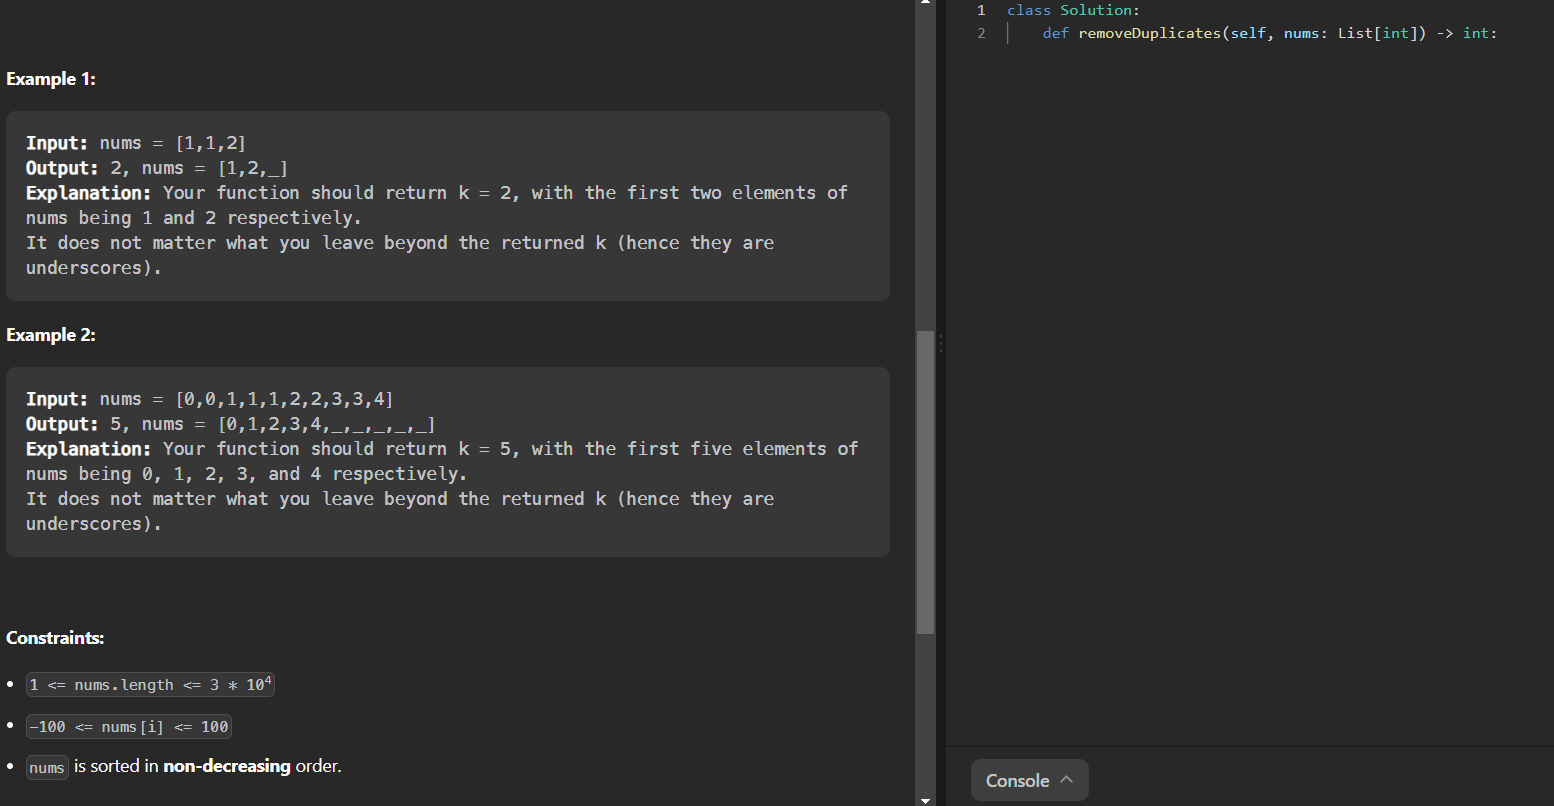 Example 1:
Input: nums = [1,1,2]
Output: 2, nums = [1,2,_]
Explanation: Your function should return k = 2, with the first two elements of
nums being 1 and 2 respectively.
It does not matter what you leave beyond the returned k (hence they are
underscores).
Example 2:
Input: nums = [0,0,1,1,1,2,2,3,3,4]
Output: 5, nums = [0,1,2,3,4,_,_,_,_,_]
Explanation: Your function should return k = 5, with the first five elements of
nums being 0, 1, 2, 3, and 4 respectively.
It does not matter what you leave beyond the returned k (hence they are
underscores).
Constraints:
• 1 <= nums.length <= 3 * 10⁴
• -100 <= nums[i] <= 100
• nums is sorted in non-decreasing order.
1 class Solution:
2 def removeDuplicates(self, nums: List[int]) -> int:
Console